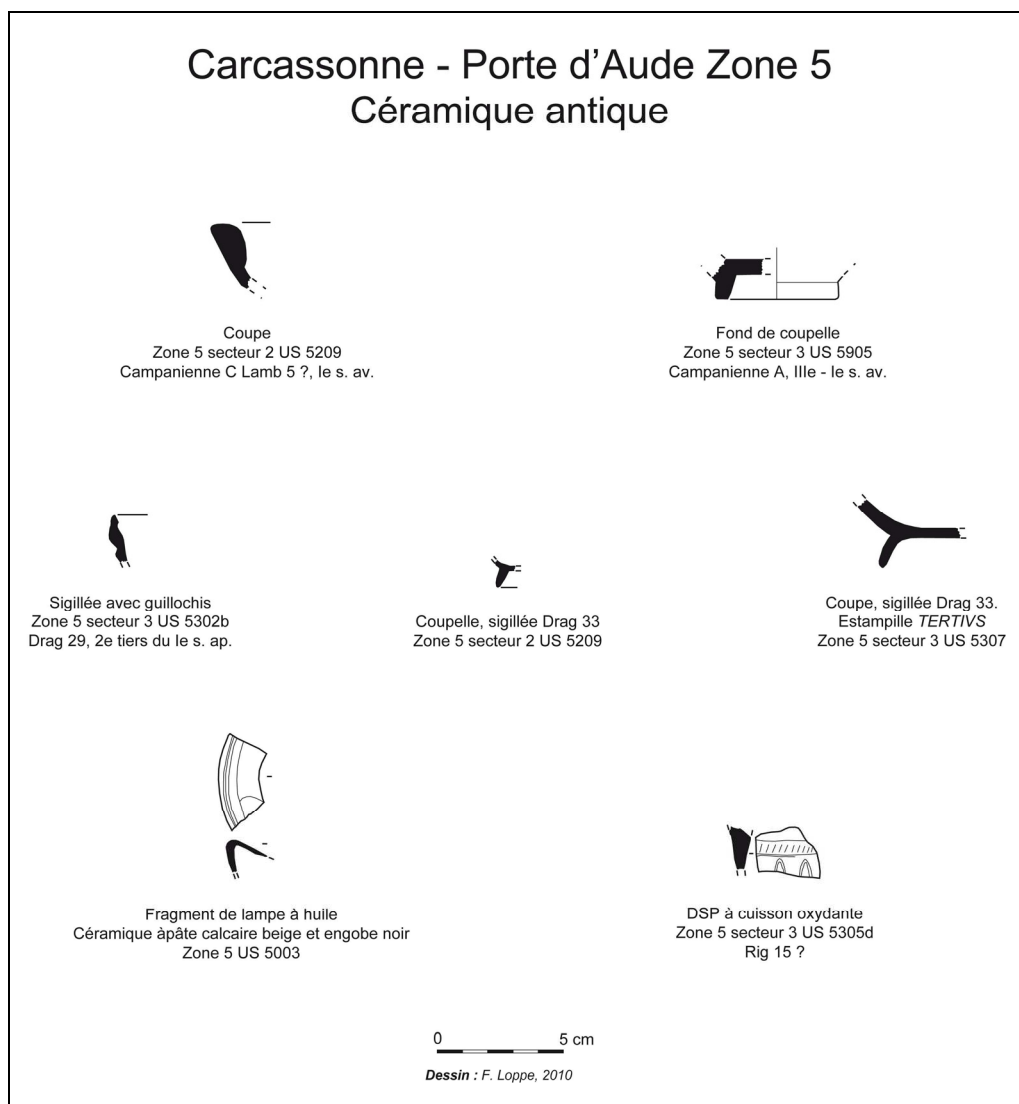 Carcassonne - Porte d’Aude Zone 5
Céramique antique
Coupe
Zone 5 secteur 2 US 5209
Campanienne C Lamb 5 ?, Ie s. av.
Fond de coupelle
Zone 5 secteur 3 US 5905
Campanienne A, IIIe - Ie s. av.
Sigillée avec guillochis
Zone 5 secteur 3 US 5302b
Drag 29, 2e tiers du Ie s. ap.
Coupelle, sigillée Drag 33
Zone 5 secteur 2 US 5209
Coupe, sigillée Drag 33.
Estampille TERTIVS
Zone 5 secteur 3 US 5307
Fragment de lampe à huile
Céramique àpâte calcaire beige et engobe noir
Zone 5 US 5003
DSP à cuisson oxydante
Zone 5 secteur 3 US 5305d
Rig 15 ?
0 5 cm
Dessin : F. Loppe, 2010